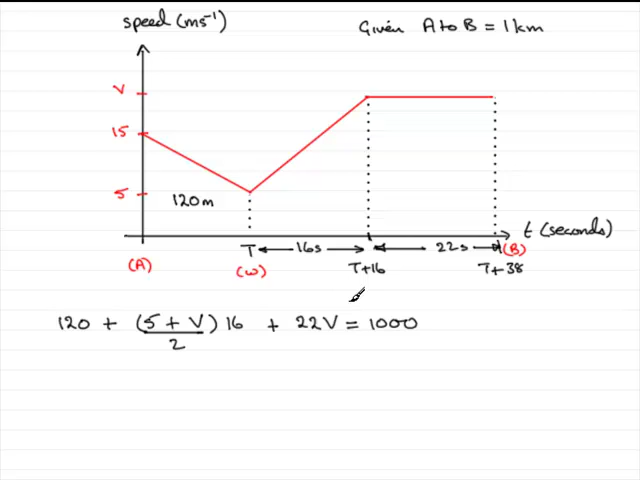 speed (ms⁻¹)
Given A to B = 1km
V
15
5
120m
t (seconds)
T
16s
22s
(A)
(W)
T+16
(B)
T+38
120 + (5 + V)/2 16 + 22V = 1000